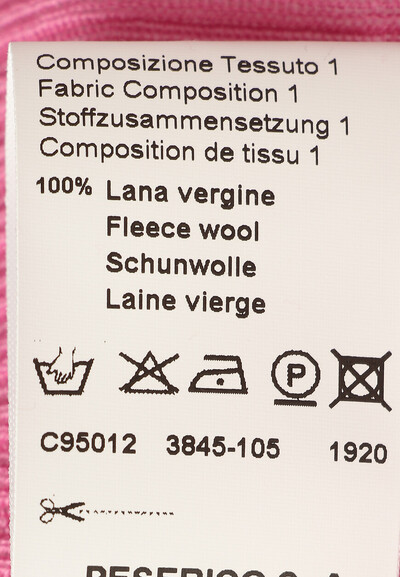 Composizione Tessuto 1
Fabric Composition 1
Stoffzusammensetzung 1
Composition de tissu 1
100% Lana vergine
Fleece wool
Schunwolle
Laine vierge
P
C95012 3845-105 1920